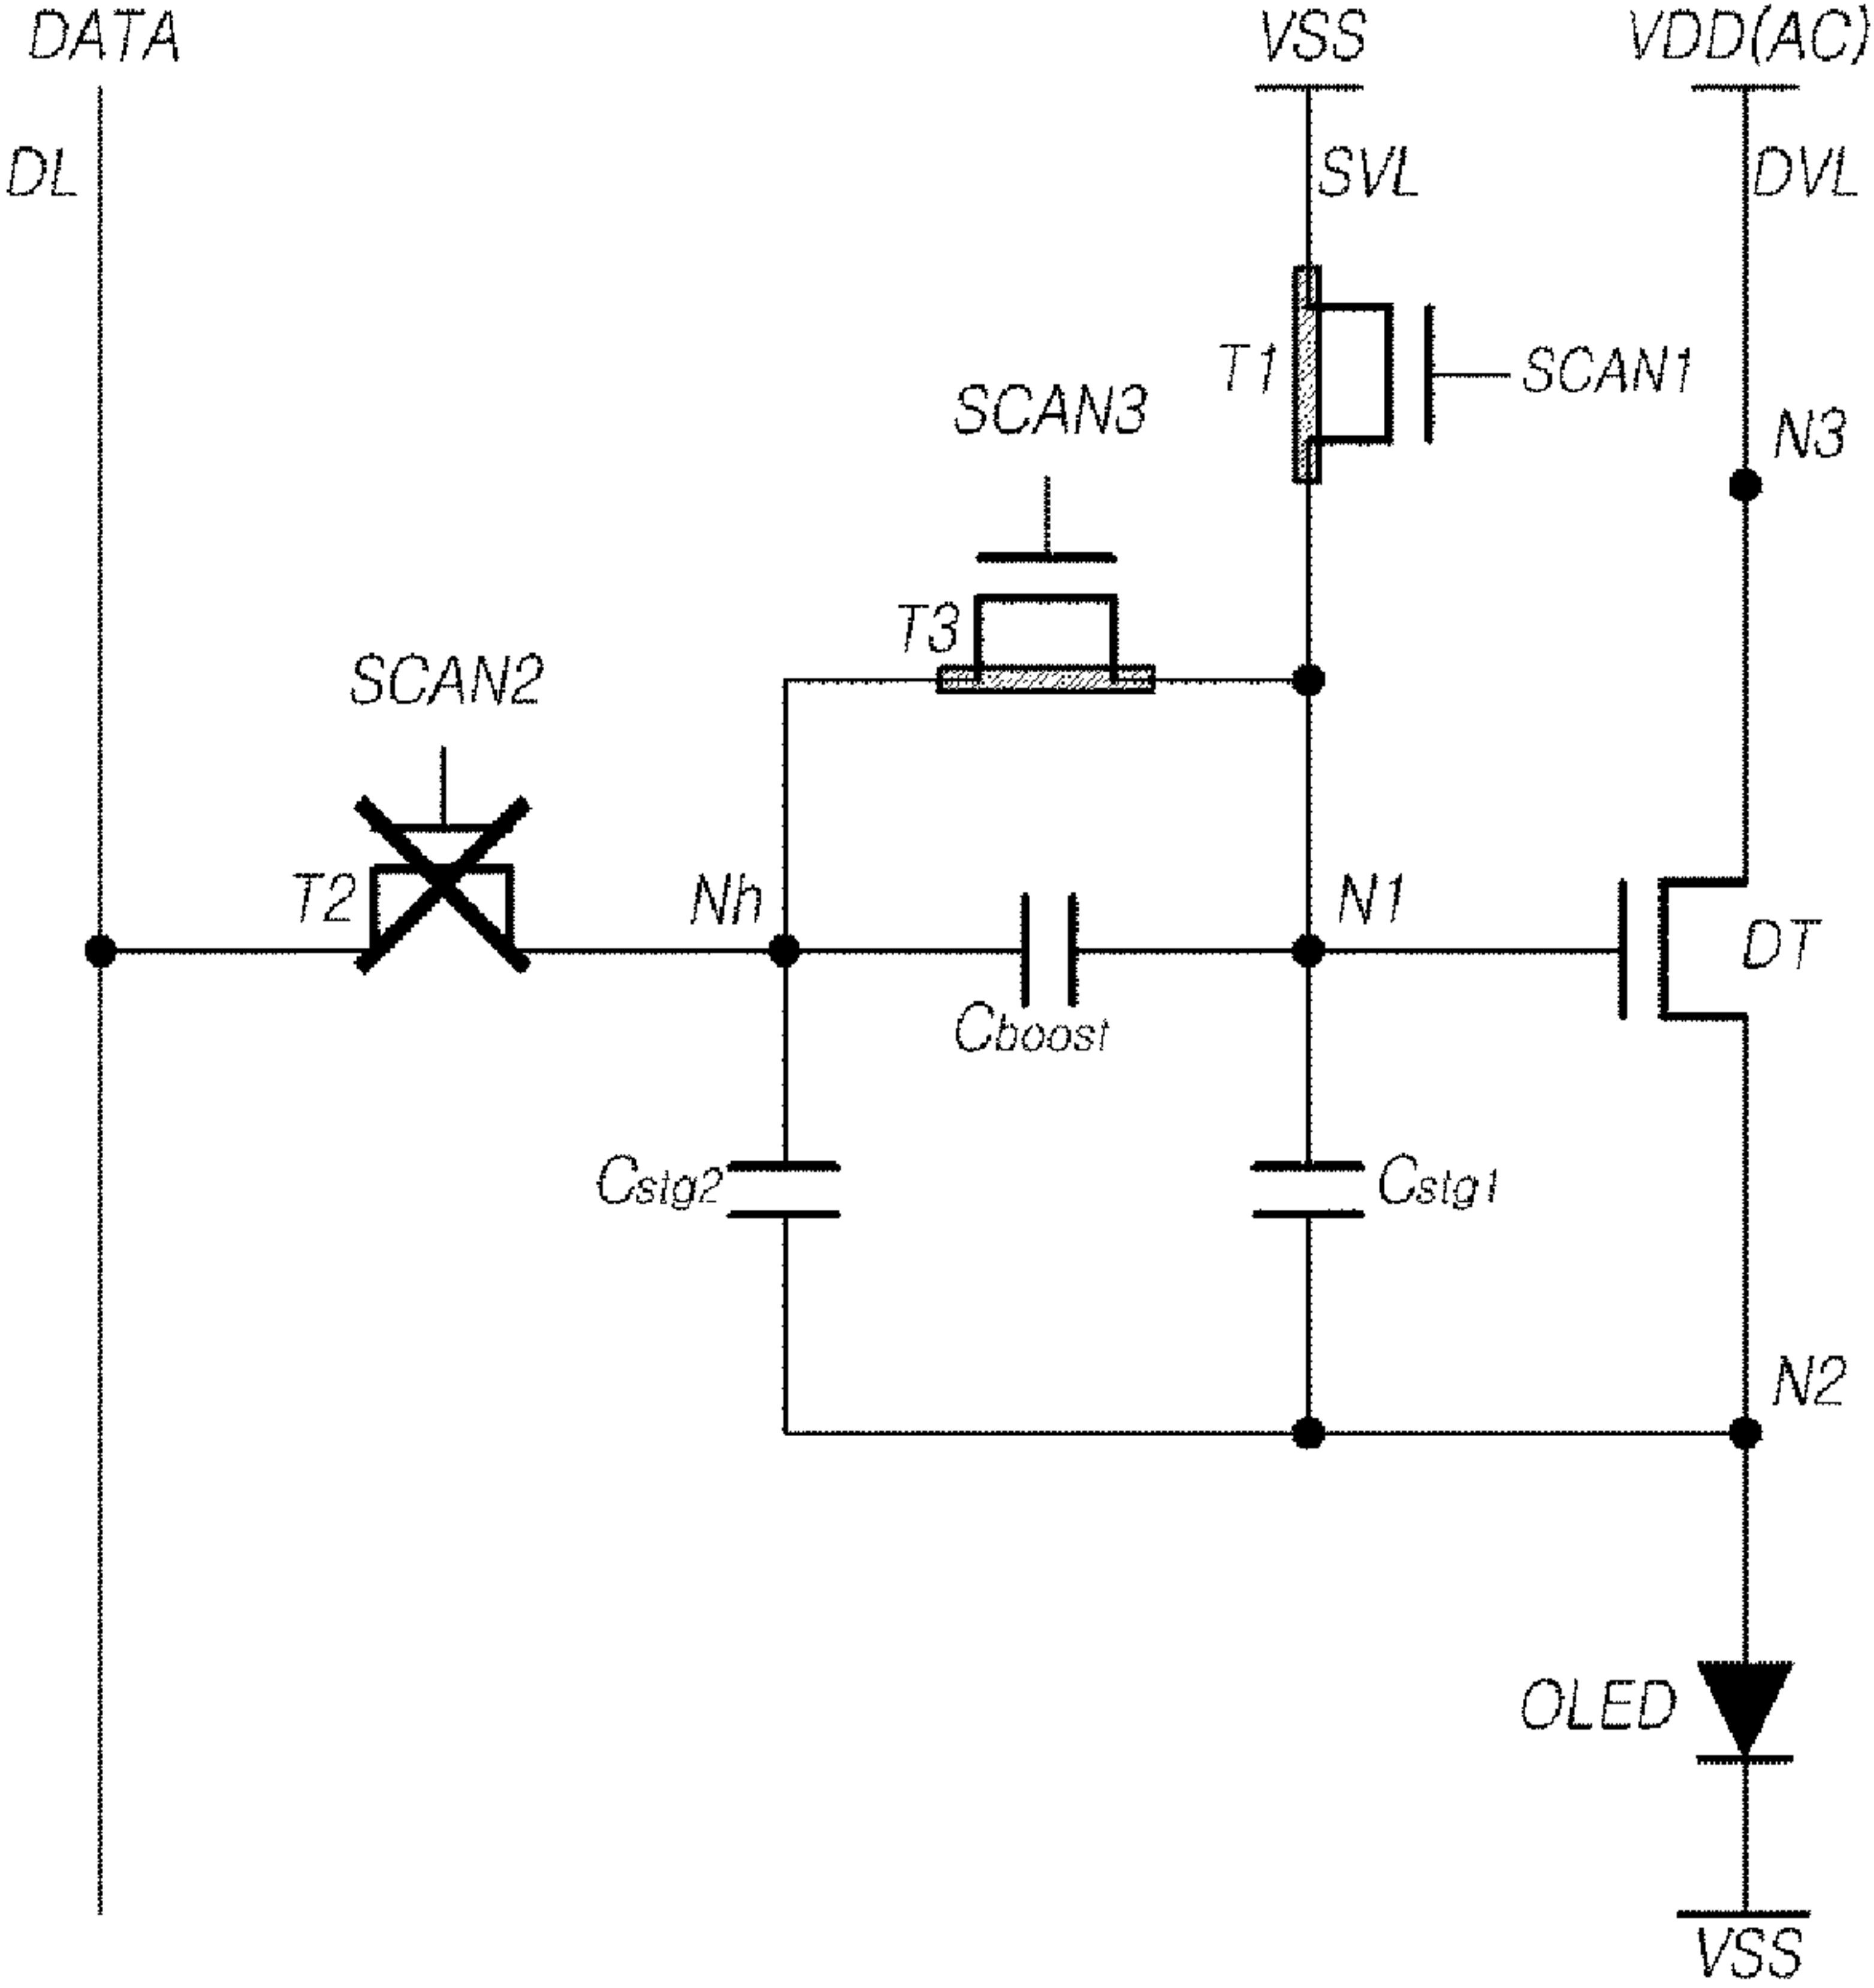 DATA
VSS
VDD(AC)
DL
SVL
DVL
T1
SCAN1
SCAN3
N3
T3
SCAN2
T2
Nh
N1
DT
Cboost
Cstg2
Cstg1
N2
OLED
VSS